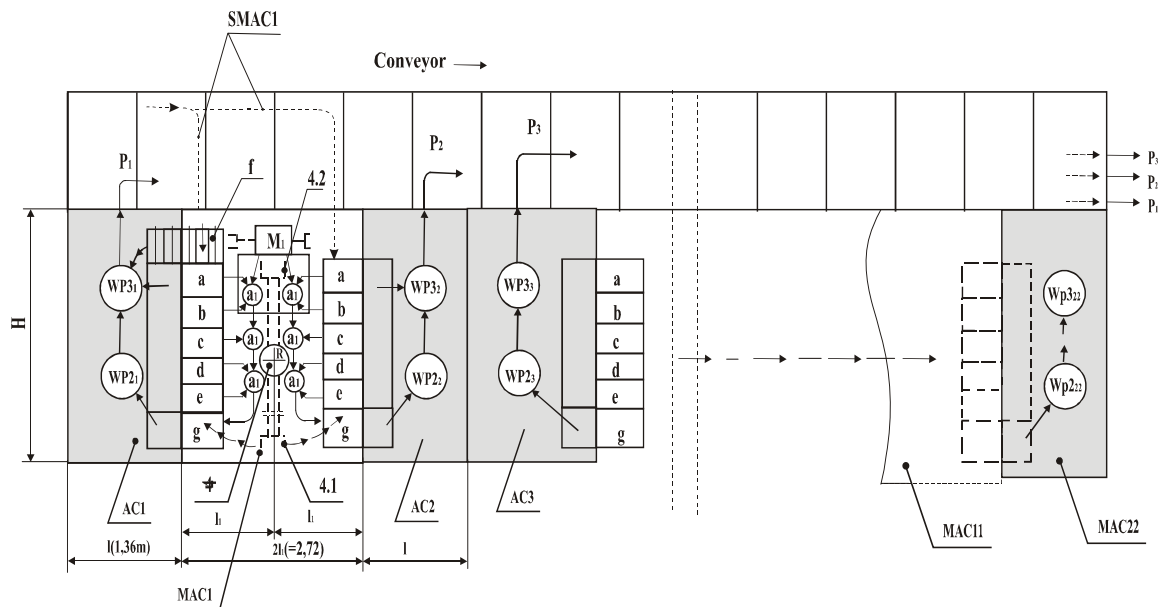 SMAC1
Conveyor
P₁
f
4.2
P₂
P₃
P₃
P₂
P₁
H
M₁
WP3₁
a
a₁
a₁
a
WP3₂
WP3₃
a
Wp3₂₂
b
b
b
c
a₁
a₁
c
c
R
WP2₁
d
d
WP2₂
WP2₃
d
Wp2₂₂
e
a₁
a₁
e
e
g
g
g
AC1
4
4.1
AC2
AC3
l₁
l₁
MAC11
MAC22
l(1,36m)
2l₁(=2,72)
l
MAC1